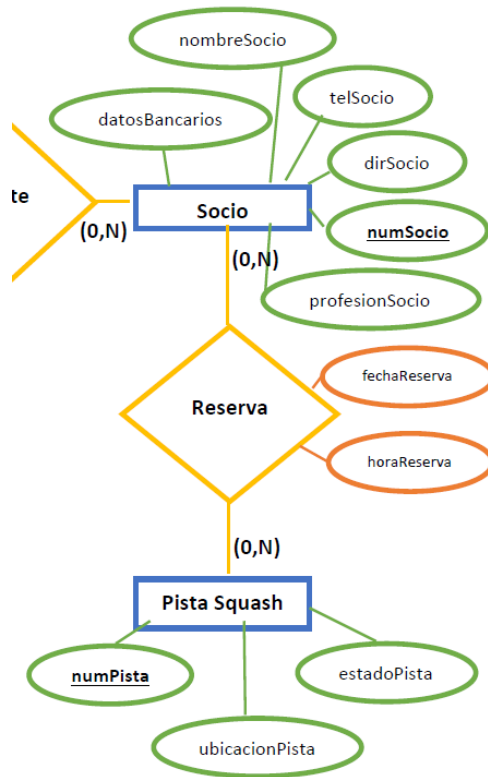 nombreSocio
telSocio
datosBancarios
dirSocio
te
Socio
(0,N)
numSocio
(0,N)
profesionSocio
fechaReserva
Reserva
horaReserva
(0,N)
Pista Squash
numPista
estadoPista
ubicacionPista